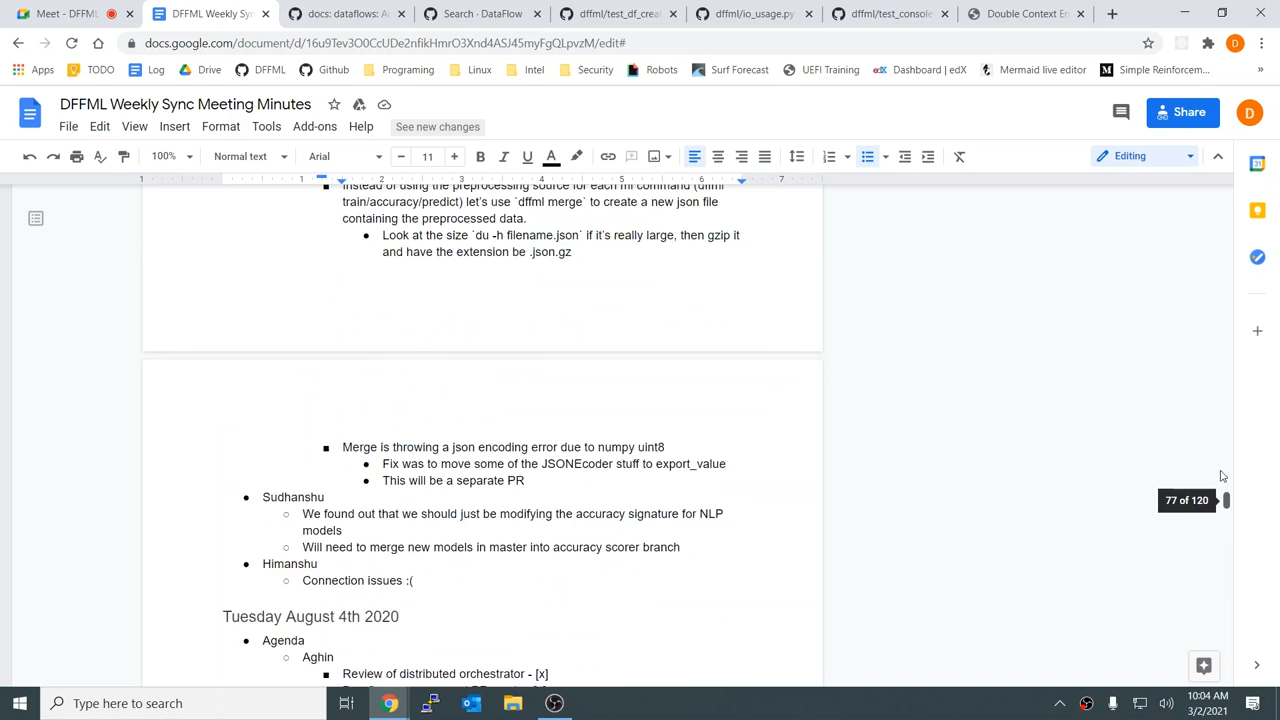 Meet - DFFML
DFFML Weekly Syn
docs: dataflows: A
Search · DataFlow
dffml/test_df_crea
dffml/io_usage.py
dffml/test_console
Double Context En
docs.google.com/document/d/16u9Tev3O0CcUDe2nfikHmrO3Xnd4ASJ45myFgQLpvzM/edit#
Apps TODO Log Drive DFFML Github Programing Linux Intel Security Robots Surf Forecast UEFI Training Dashboard | edX Mermaid live editor Simple Reinforcem...
DFFML Weekly Sync Meeting Minutes
File Edit View Insert Format Tools Add-ons Help See new changes
Share
D
100% Normal text Arial 11 B I U A Editing
1 1 2 3 4 5 6 7
Instead of using the preprocessing source for each ml command (dffml
train/accuracy/predict) let's use `dffml merge` to create a new json file
containing the preprocessed data.
Look at the size `du -h filename.json` if it's really large, then gzip it
and have the extension be .json.gz
Merge is throwing a json encoding error due to numpy uint8
Fix was to move some of the JSONEcoder stuff to export_value
This will be a separate PR
77 of 120
Sudhanshu
We found out that we should just be modifying the accuracy signature for NLP
models
Will need to merge new models in master into accuracy scorer branch
Himanshu
Connection issues :(
Tuesday August 4th 2020
Agenda
Aghin
Review of distributed orchestrator - [x]
Type here to search
10:04 AM
3/2/2021